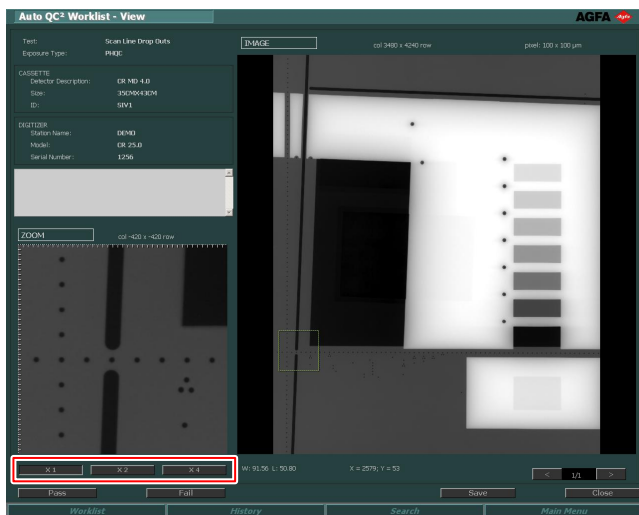 Auto QC² Worklist - View
AGFA
Agfa
Test: Scan Line Drop Outs
Exposure Type: PHQC
CASSETTE
Detector Description: CR MD 4.0
Size: 35CMX43CM
ID: SIV1
DIGITIZER
Station Name: DEMO
Model: CR 25.0
Serial Number: 1256
IMAGE
col 3480 x 4240 row
pixel: 100 x 100 µm
ZOOM
col -420 x -420 row
X 1
X 2
X 4
W: 91.56 L: 50.80
X = 2579; Y = 53
< 1/1 >
Pass
Fail
Save
Close
Worklist
History
Search
Main Menu